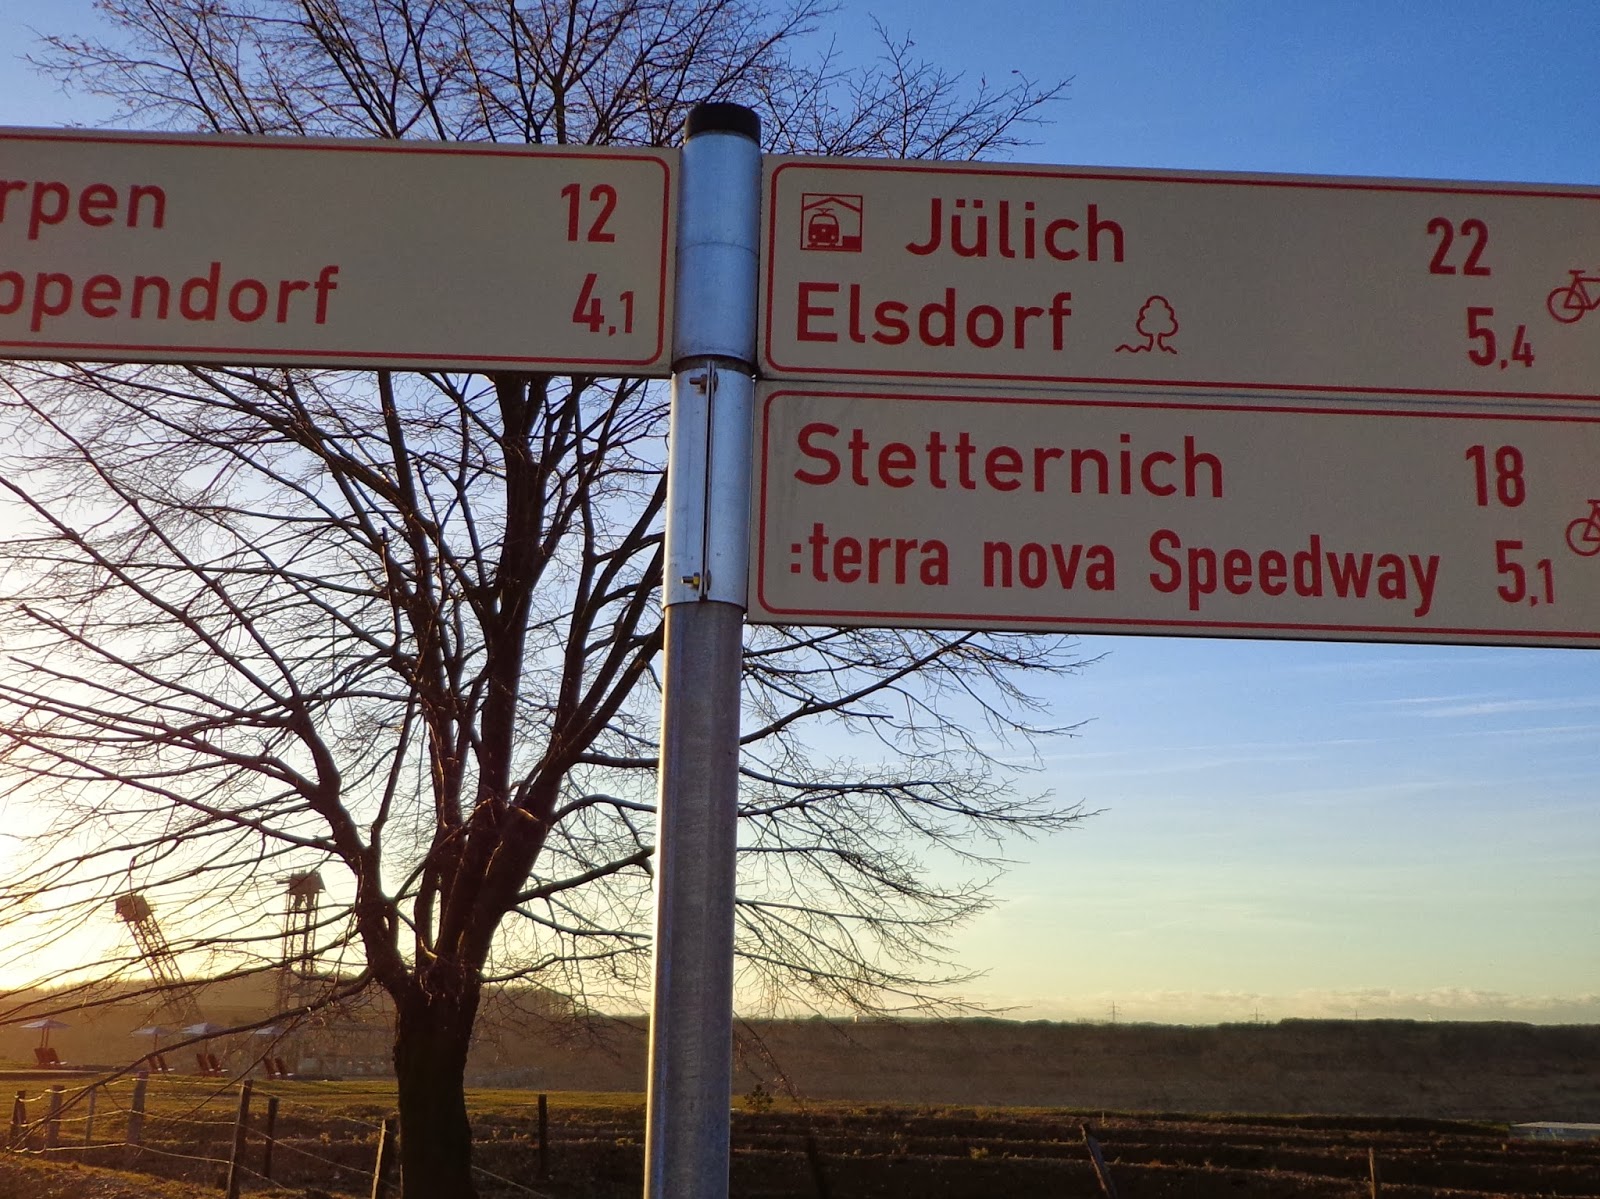 rpen 12
ppendorf 4,1
Jülich 22
Elsdorf 5,4
Stetternich 18
:terra nova Speedway 5,1